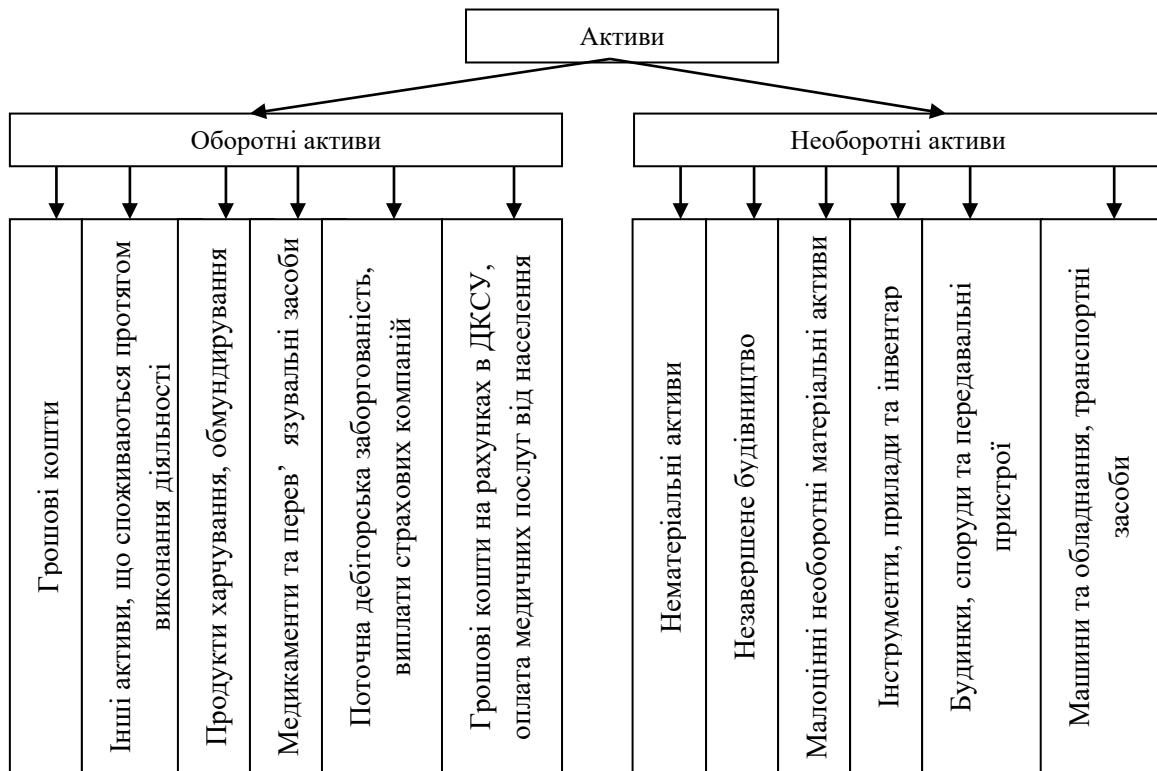 Активи
Оборотні активи
Необоротні активи
Грошові кошти
Інші активи, що споживаються протягом
виконання діяльності
Продукти харчування, обмундирування
Медикаменти та перев’ язувальні засоби
Поточна дебіторська заборгованість,
виплати страхових компаній
Грошові кошти на рахунках в ДКСУ,
оплата медичних послуг від населення
Нематеріальні активи
Незавершене будівництво
Малоцінні необоротні матеріальні активи
Інструменти, прилади та інвентар
Будинки, споруди та передавальні
пристрої
Машини та обладнання, транспортні
засоби